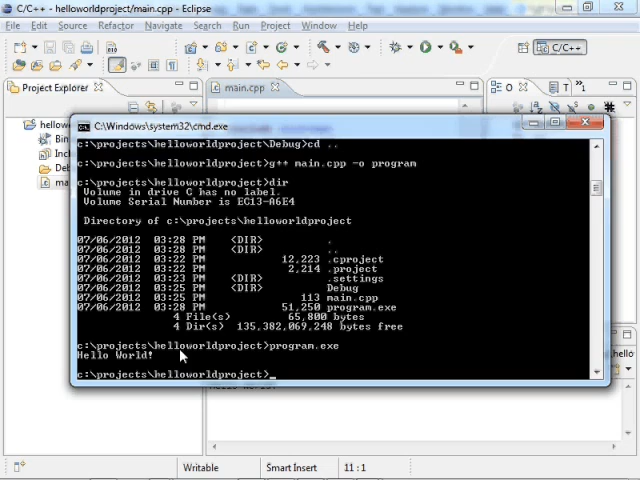 C/C++ - helloworldproject/main.cpp - Eclipse
File Edit Source Refactor Navigate Search Run Project Window Help
C/C++
Project Explorer
main.cpp
O
T
»1
hellow
Bin
Inc
Deb
ma
C:\Windows\system32\cmd.exe
c:\projects\helloworldproject\Debug>cd ..
c:\projects\helloworldproject>g++ main.cpp -o program
c:\projects\helloworldproject>dir
Volume in drive C has no label.
Volume Serial Number is EC13-A6E4
Directory of c:\projects\helloworldproject
07/06/2012 03:28 PM <DIR> .
07/06/2012 03:28 PM <DIR> ..
07/06/2012 03:22 PM 12,223 .cproject
07/06/2012 03:22 PM 2,214 .project
07/06/2012 03:23 PM <DIR> .settings
07/06/2012 03:25 PM <DIR> Debug
07/06/2012 03:25 PM 113 main.cpp
07/06/2012 03:28 PM 51,250 program.exe
4 File(s) 65,800 bytes
4 Dir(s) 135,382,069,248 bytes free
c:\projects\helloworldproject>program.exe
Hello World!
c:\projects\helloworldproject>_
Writable
Smart Insert
11 : 1